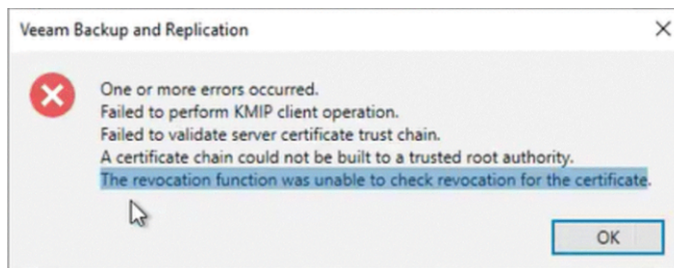 Veeam Backup and Replication
One or more errors occurred.
Failed to perform KMIP client operation.
Failed to validate server certificate trust chain.
A certificate chain could not be built to a trusted root authority.
The revocation function was unable to check revocation for the certificate.
OK